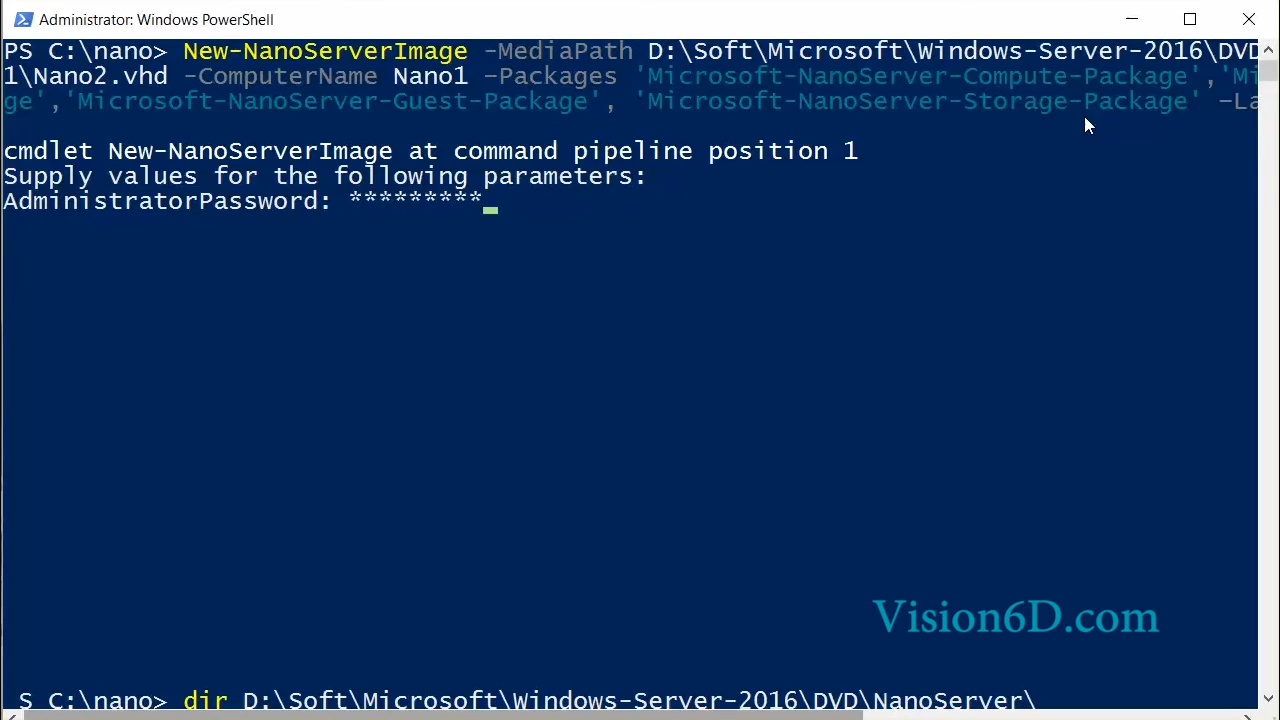 Administrator: Windows PowerShell
PS C:\nano> New-NanoServerImage -MediaPath D:\Soft\Microsoft\Windows-Server-2016\DVD
1\Nano2.vhd -ComputerName Nano1 -Packages 'Microsoft-NanoServer-Compute-Package','Mi
ge','Microsoft-NanoServer-Guest-Package', 'Microsoft-NanoServer-Storage-Package' -La
cmdlet New-NanoServerImage at command pipeline position 1
Supply values for the following parameters:
AdministratorPassword: *********
Vision6D.com
S C:\nano> dir D:\Soft\Microsoft\Windows-Server-2016\DVD\NanoServer\